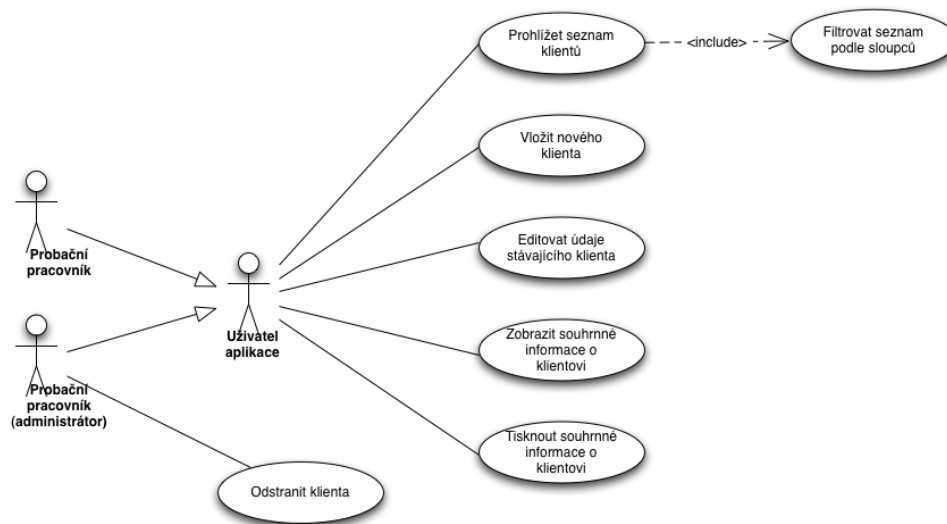 Prohlížet seznam
klientů
<include>
Filtrovat seznam
podle sloupců
Vložit nového
klienta
Probační
pracovník
Editovat údaje
stávajícího klienta
Uživatel
aplikace
Zobrazit souhrnné
informace o
klientovi
Probační
pracovník
(administrátor)
Tisknout souhrnné
informace o
klientovi
Odstranit klienta